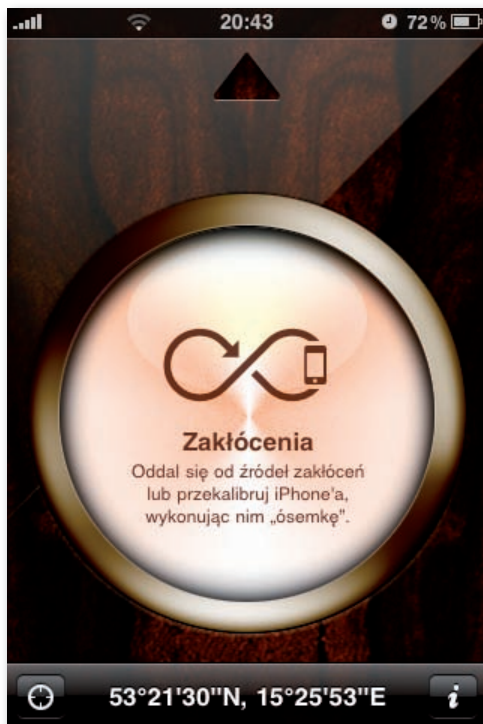 20:43 72%
Zakłócenia
Oddal się od źródeł zakłóceń
lub przekalibruj iPhone'a,
wykonując nim „ósemkę”.
53°21'30"N, 15°25'53"E
i